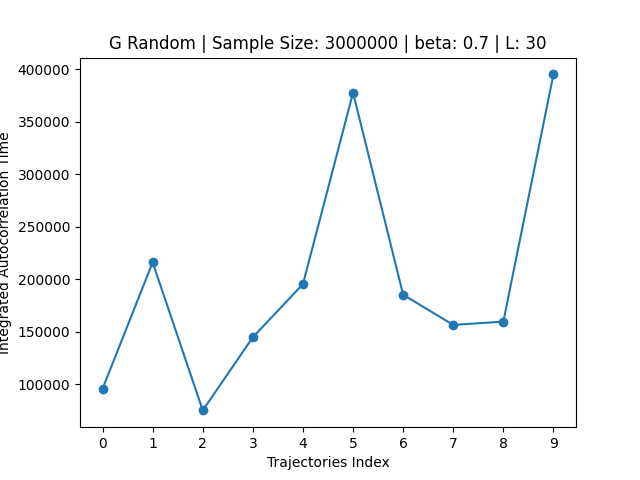 G Random | Sample Size: 3000000 | beta: 0.7 | L: 30
Integrated Autocorrelation Time
400000
350000
300000
250000
200000
150000
100000
0 1 2 3 4 5 6 7 8 9
Trajectories Index